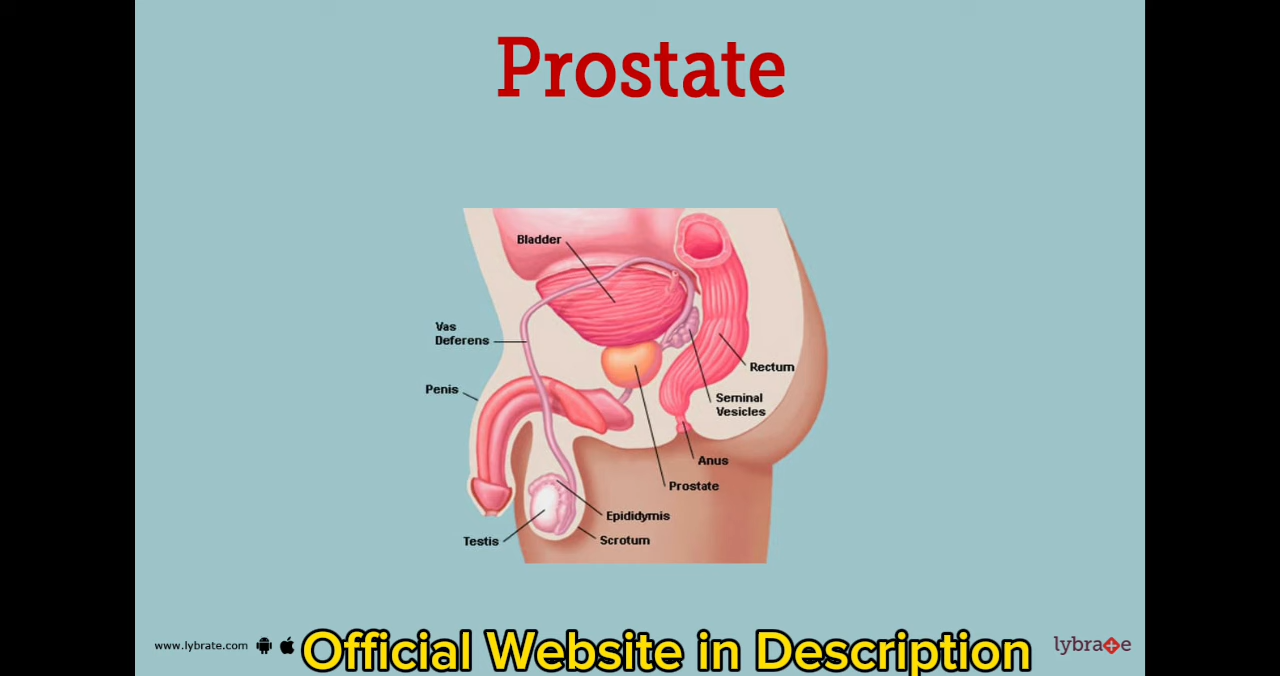 Prostate
Bladder
Vas
Deferens
Penis
Rectum
Seminal
Vesicles
Anus
Prostate
Epididymis
Testis
Scrotum
www.lybrate.com
Official Website in Description
lybrate